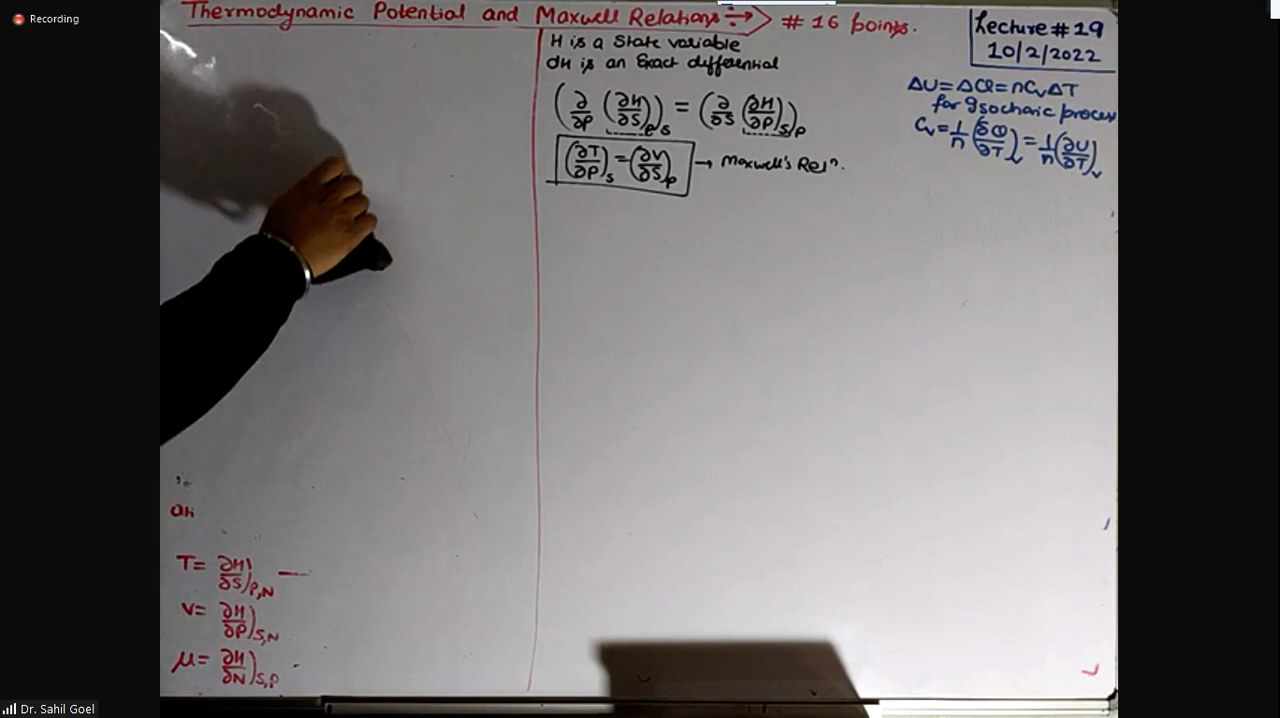 Recording
Thermodynamic Potential and Maxwell Relations ÷→ # 16 points.
Lecture # 19
10/2/2022
H is a State variable
dH is an Exact differential
(∂/∂P (∂H/∂S)P)S = (∂/∂S (∂H/∂P)S)P
(∂T/∂P)S = (∂V/∂S)P → Maxwell's Relⁿ.
ΔU = ΔQ = nCvΔT
for Isochoric process
Cv = 1/n (∂Q/∂T)v = 1/n (∂U/∂T)v
T = ∂H/∂S)P,N
V = ∂H/∂P)S,N
μ = ∂H/∂N)S,P
Dr. Sahil Goel